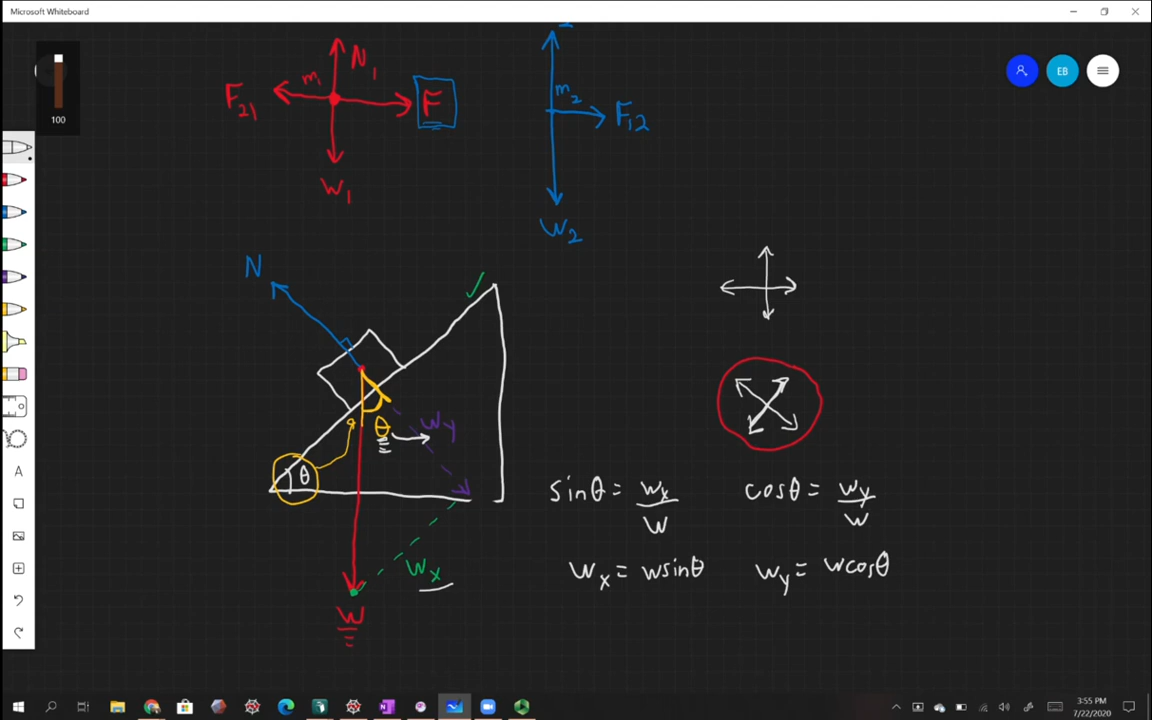 Microsoft Whiteboard
100
EB
N1
m1
F21
F
W1
m2
F12
W2
N
θ
θ
Wy
Wx
W
sinθ = Wx/W
cosθ = Wy/W
Wx = Wsinθ
Wy = Wcosθ
A
3:55 PM
7/22/2020